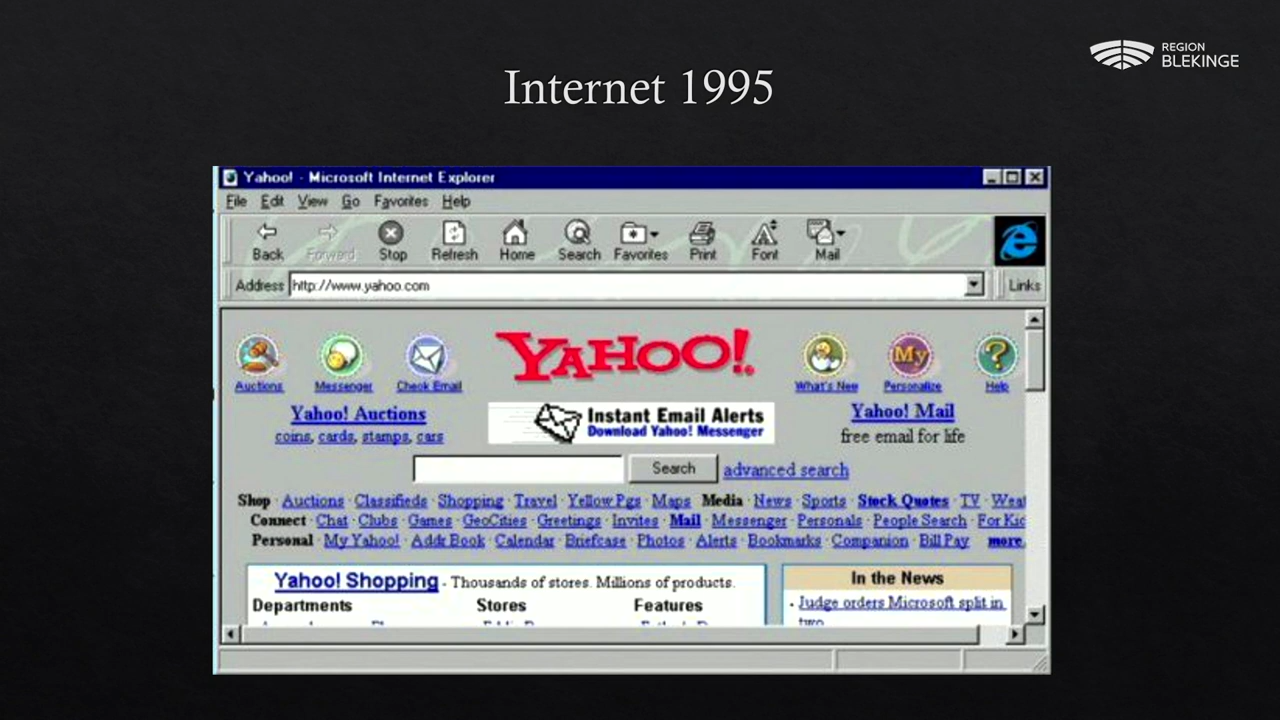 REGION
BLEKINGE
Internet 1995
Yahoo! - Microsoft Internet Explorer
File Edit View Go Favorites Help
Back Forward Stop Refresh Home Search Favorites Print Font Mail
Address http://www.yahoo.com Links
Auctions Messenger Check Email YAHOO! What's New My Personalize ? Help
Yahoo! Auctions Instant Email Alerts Yahoo! Mail
coins, cards, stamps, cars Download Yahoo! Messenger free email for life
Search advanced search
Shop · Auctions · Classifieds · Shopping · Travel · Yellow Pgs · Maps Media · News · Sports · Stock Quotes · TV ·
Connect · Chat · Clubs · Games · GeoCities · Greetings · Invites · Mail · Messenger · Personals · People Search · For
Personal · My Yahoo! · Addr Book · Calendar · Briefcase · Photos · Alerts · Bookmarks · Companion · Bill Pay more
Yahoo! Shopping - Thousands of stores. Millions of products. In the News
Departments Stores Features · Judge orders Microsoft split in
two